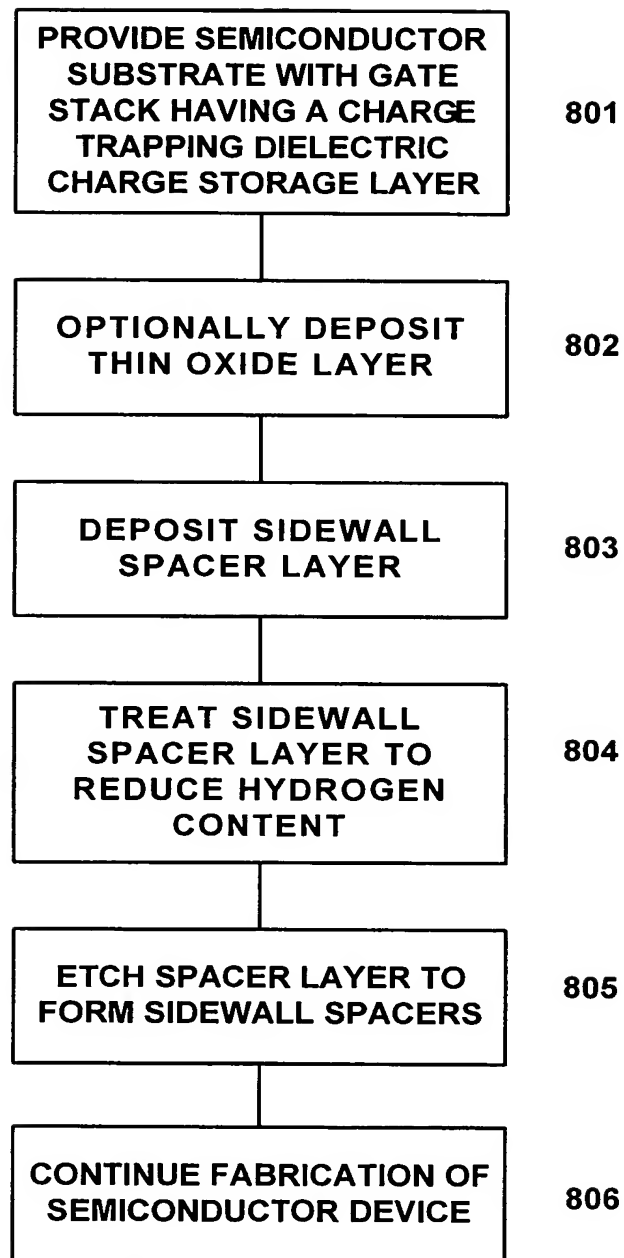 PROVIDE SEMICONDUCTOR
SUBSTRATE WITH GATE
STACK HAVING A CHARGE
TRAPPING DIELECTRIC
CHARGE STORAGE LAYER
801
OPTIONALLY DEPOSIT
THIN OXIDE LAYER
802
DEPOSIT SIDEWALL
SPACER LAYER
803
TREAT SIDEWALL
SPACER LAYER TO
REDUCE HYDROGEN
CONTENT
804
ETCH SPACER LAYER TO
FORM SIDEWALL SPACERS
805
CONTINUE FABRICATION OF
SEMICONDUCTOR DEVICE
806